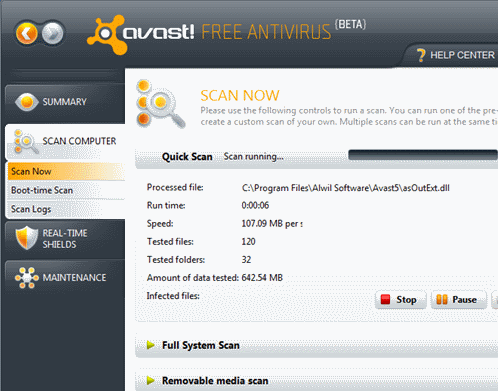 avast! FREE ANTIVIRUS (BETA)
? HELP CENTER
SUMMARY
SCAN COMPUTER
Scan Now
Boot-time Scan
Scan Logs
REAL-TIME
SHIELDS
MAINTENANCE
SCAN NOW
Please use the following controls to run a scan. You can run one of the pre-
create a custom scan of your own. Multiple scans can be run at the same ti
Quick Scan Scan running...
Processed file: C:\Program Files\Alwil Software\Avast5\asOutExt.dll
Run time: 0:00:06
Speed: 107.09 MB per s
Tested files: 120
Tested folders: 32
Amount of data tested: 642.54 MB
Infected files:
Stop Pause
Full System Scan
Removable media scan